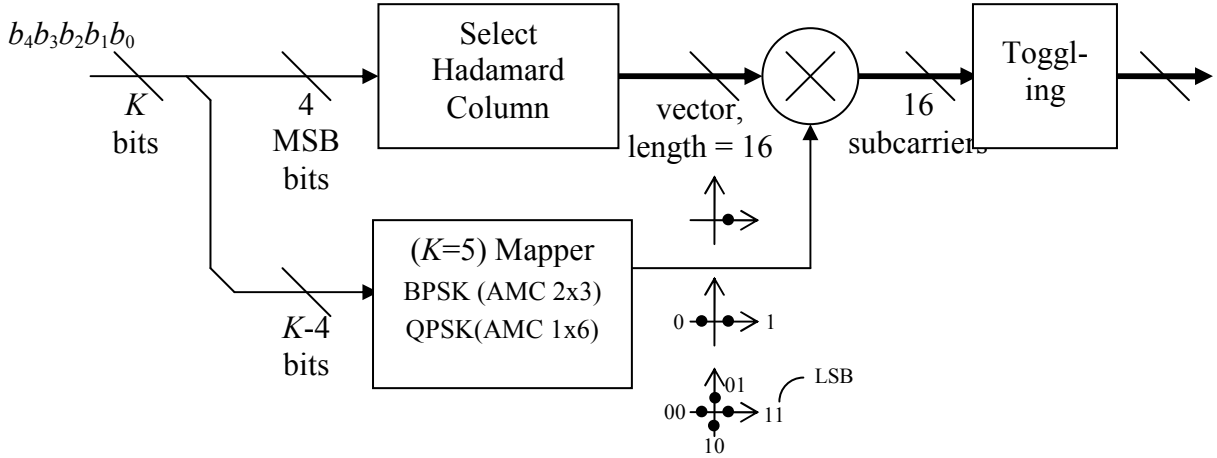 b₄b₃b₂b₁b₀
K
bits
4
MSB
bits
Select
Hadamard
Column
vector,
length = 16
16
subcarriers
Toggl-
ing
K-4
bits
(K=5) Mapper
BPSK (AMC 2x3)
QPSK(AMC 1x6)
0
1
01
LSB
00
11
10